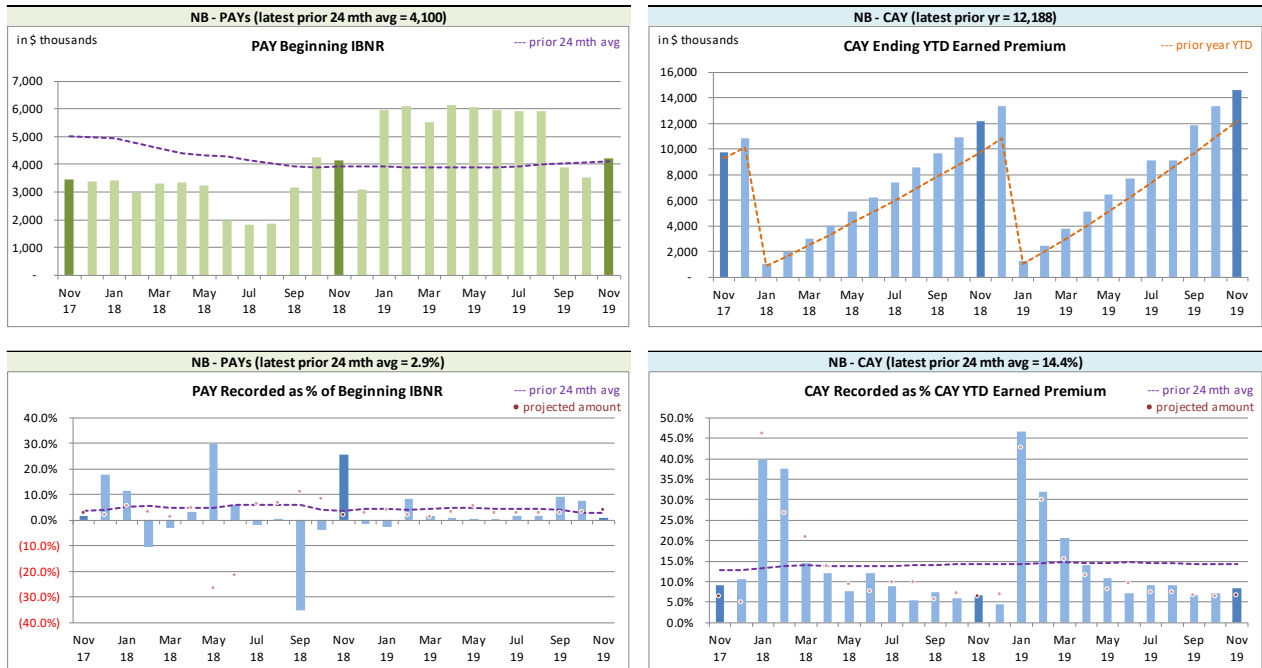 NB - PAYs (latest prior 24 mth avg = 4,100)
in $ thousands
PAY Beginning IBNR
--- prior 24 mth avg
7,000
6,000
5,000
4,000
3,000
2,000
1,000
-
Nov Jan Mar May Jul Sep Nov Jan Mar May Jul Sep Nov
17 18 18 18 18 18 18 19 19 19 19 19 19
NB - CAY (latest prior yr = 12,188)
in $ thousands
CAY Ending YTD Earned Premium
--- prior year YTD
16,000
14,000
12,000
10,000
8,000
6,000
4,000
2,000
-
Nov Jan Mar May Jul Sep Nov Jan Mar May Jul Sep Nov
17 18 18 18 18 18 18 19 19 19 19 19 19
NB - PAYs (latest prior 24 mth avg = 2.9%)
PAY Recorded as % of Beginning IBNR
--- prior 24 mth avg
• projected amount
40.0%
30.0%
20.0%
10.0%
0.0%
(10.0%)
(20.0%)
(30.0%)
(40.0%)
Nov Jan Mar May Jul Sep Nov Jan Mar May Jul Sep Nov
17 18 18 18 18 18 18 19 19 19 19 19 19
NB - CAY (latest prior 24 mth avg = 14.4%)
CAY Recorded as % CAY YTD Earned Premium
--- prior 24 mth avg
• projected amount
50.0%
45.0%
40.0%
35.0%
30.0%
25.0%
20.0%
15.0%
10.0%
5.0%
0.0%
Nov Jan Mar May Jul Sep Nov Jan Mar May Jul Sep Nov
17 18 18 18 18 18 18 19 19 19 19 19 19